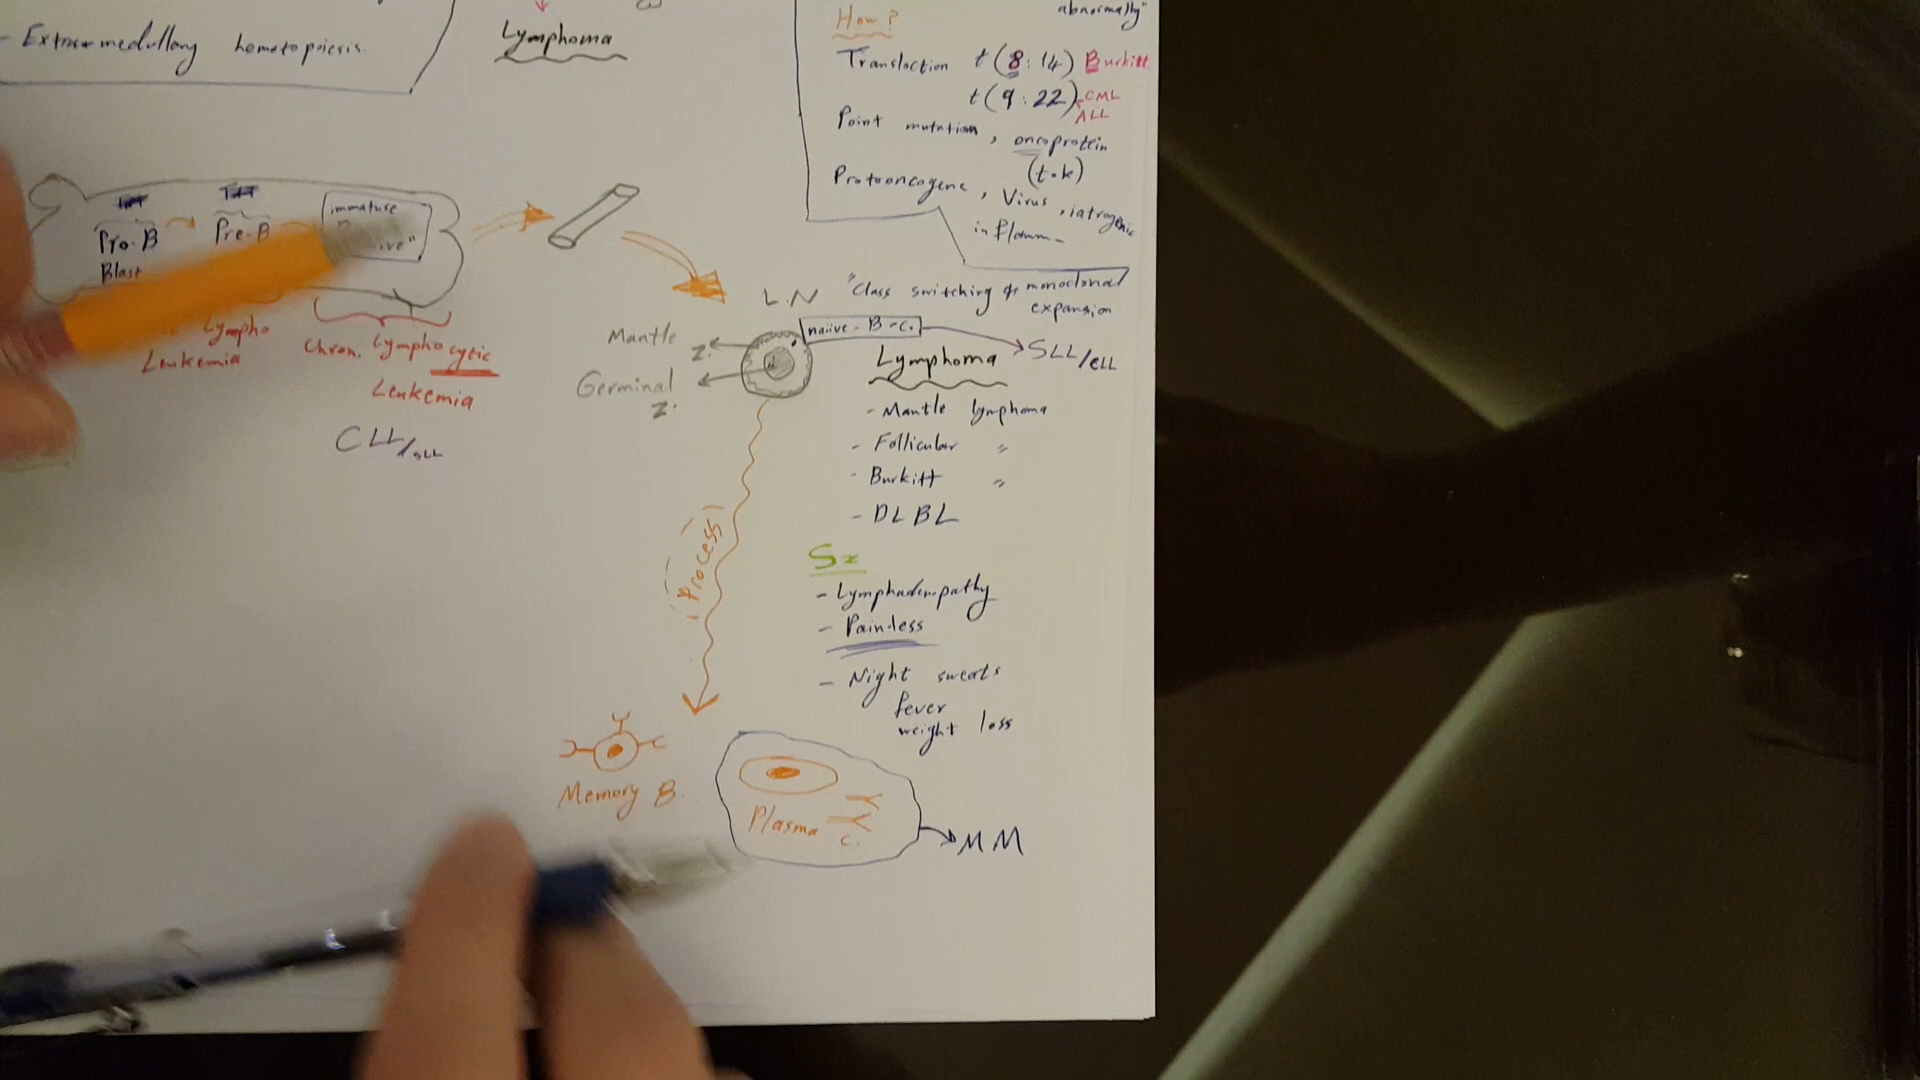 - Extramedullary hematopoiesis.
Lymphoma
abnormally"
How?
Transloction t(8:14) Burkitt
t(9:22) CML
ALL
Point mutation, oncoprotein
(t.k)
Protooncogene, Virus, iatrogenic
inflamm-
Pro-B
Blast
Pre-B
immature
Lympho
Leukemia
Chron. Lymphocytic
Leukemia
CLL/SLL
L.N
"Class switching & monoclonal
expansion
naiive-B-c.
SLL/CLL
Mantle
Z.
Germinal
Z.
Lymphoma
- Mantle lymphoma
- Follicular "
- Burkitt "
- DLBL
(Process)
Sx
- Lymphadenopathy
- Painless
- Night sweats
fever
weight loss
Memory B.
Plasma
c.
MM